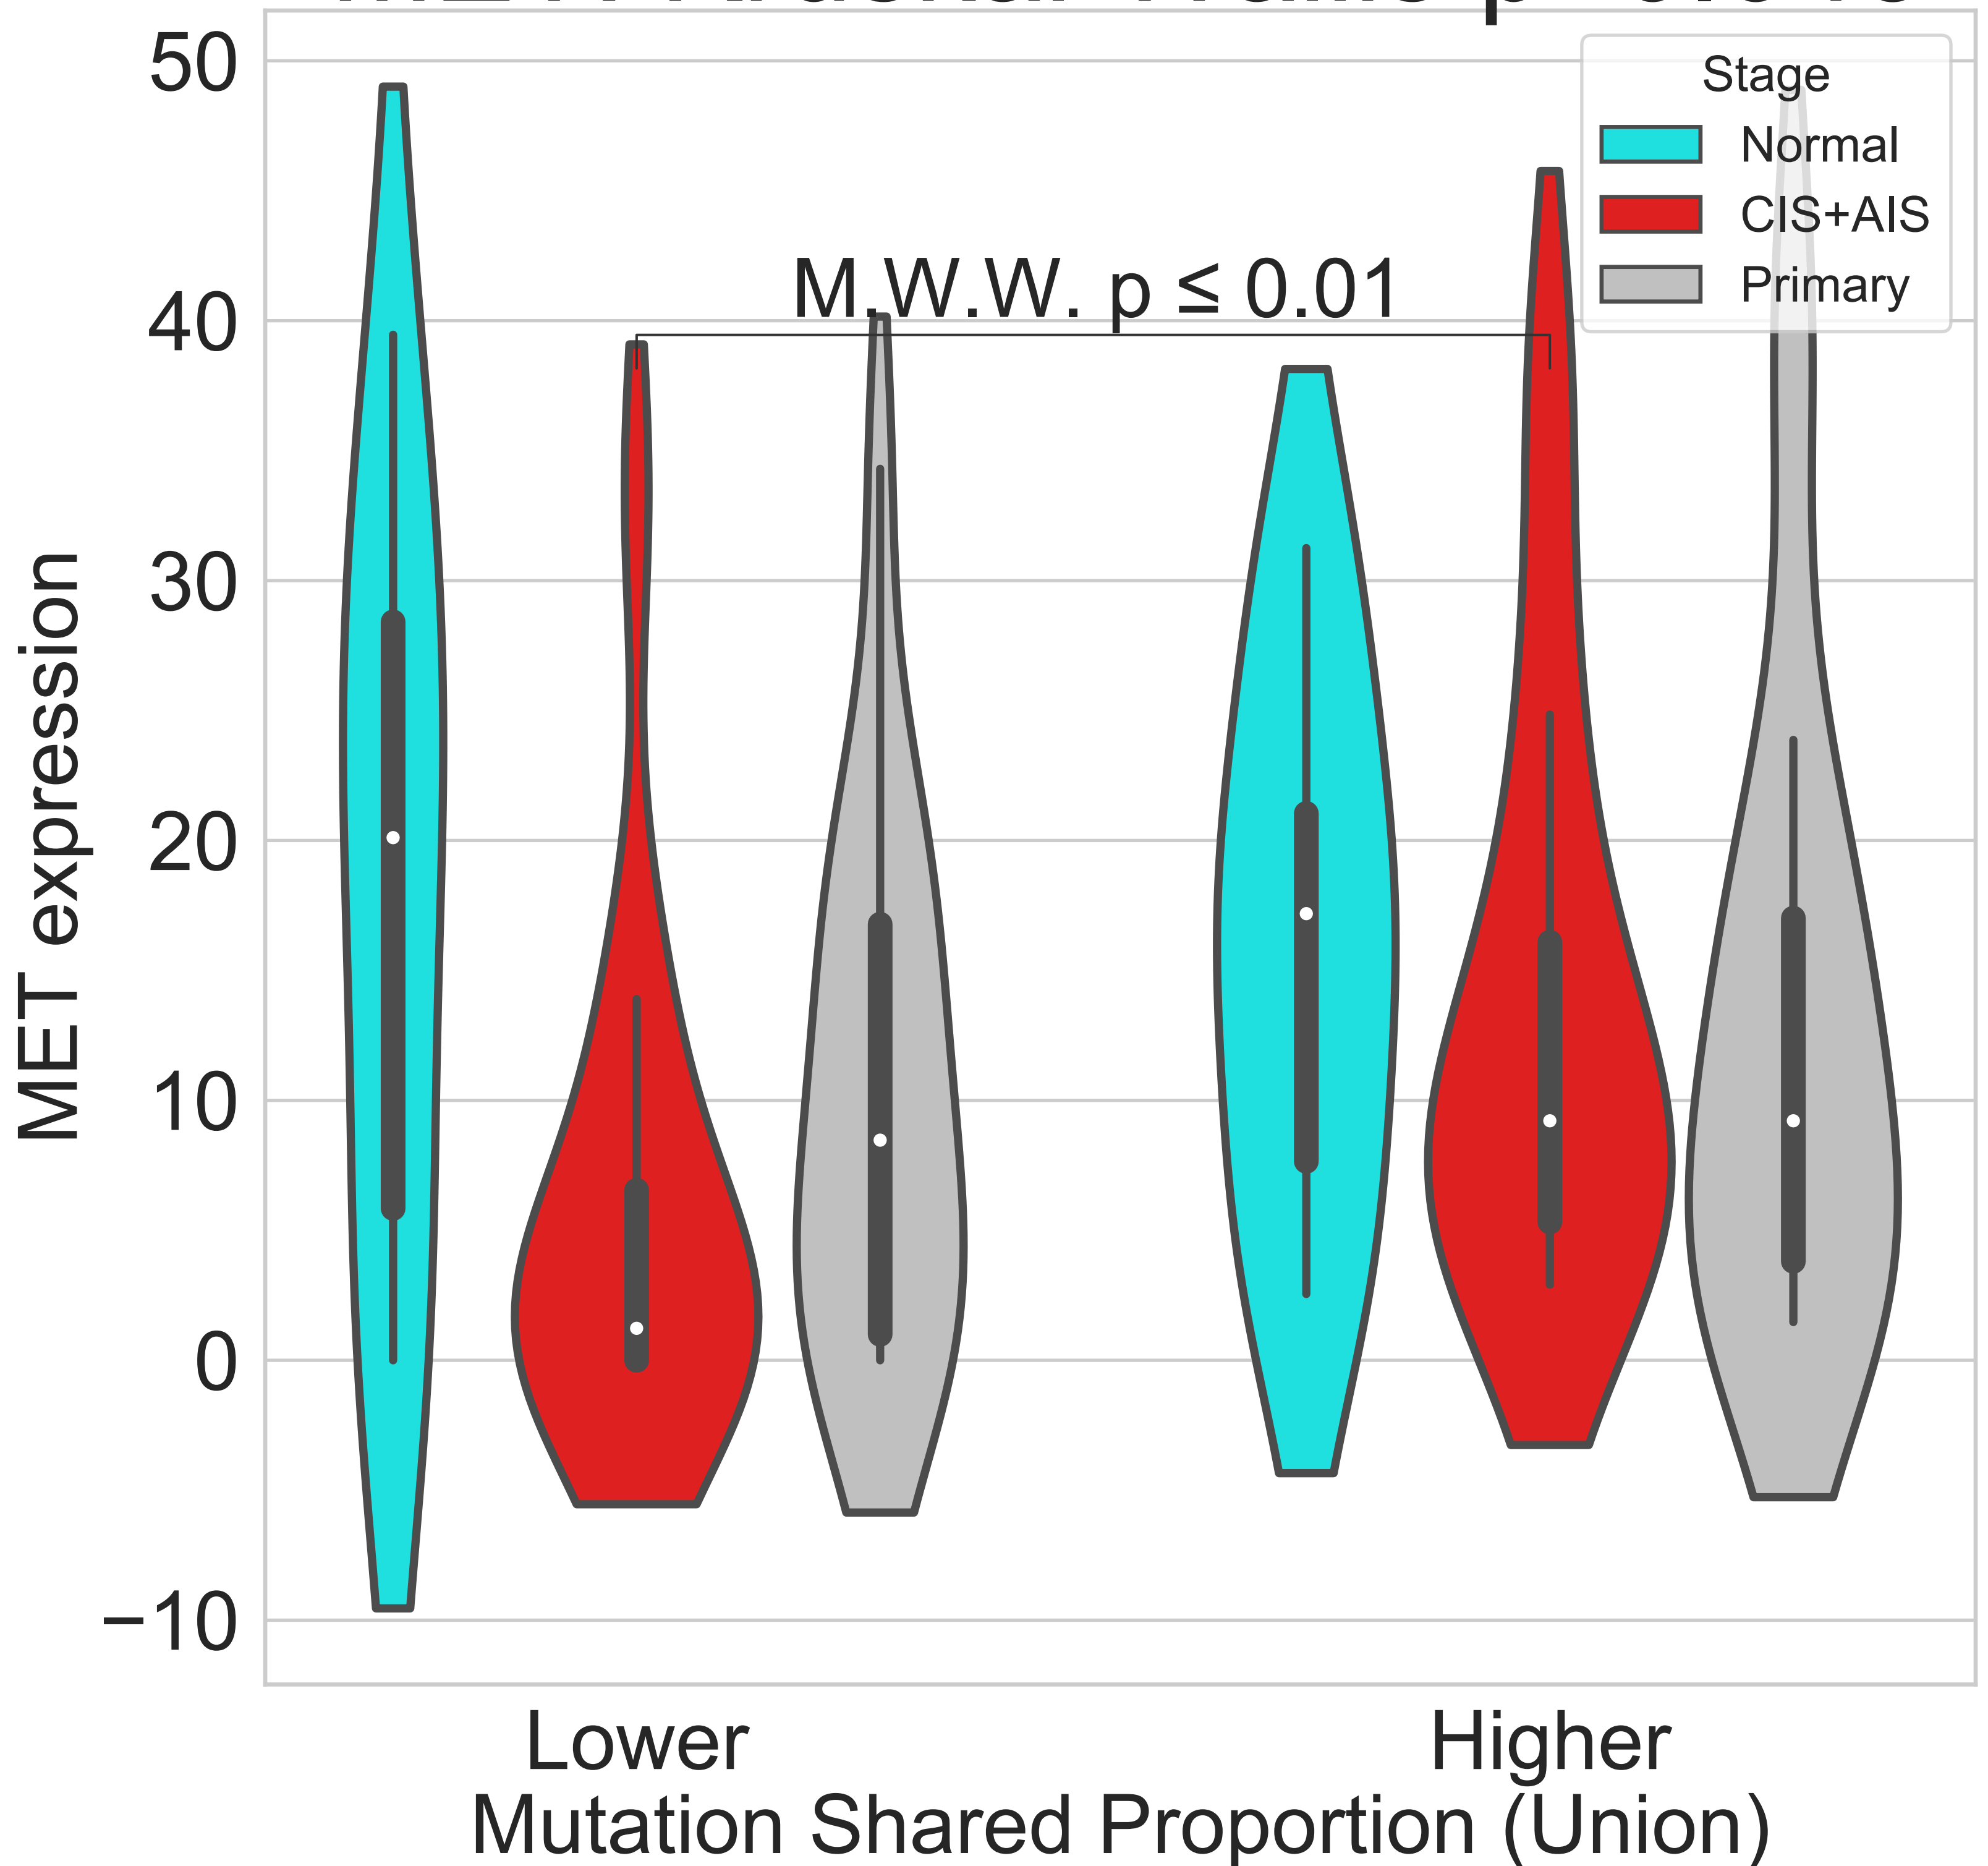 Stage
Normal
CIS+AIS
Primary
M.W.W. p ≤ 0.01
50
40
30
20
10
0
−10
MET expression
Lower
Higher
Mutation Shared Proportion (Union)